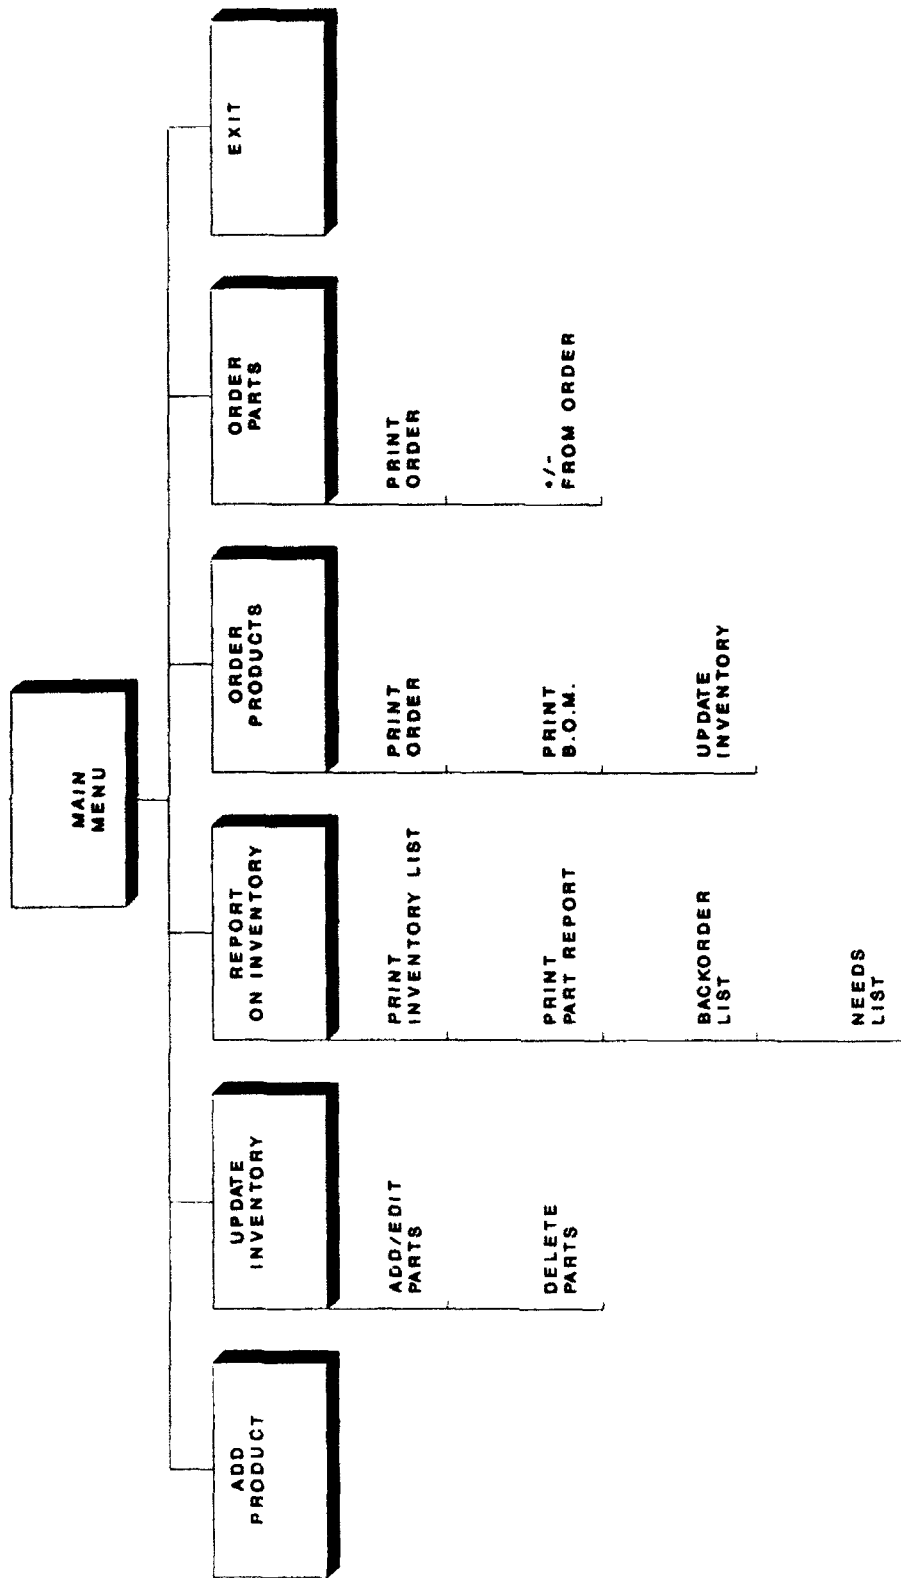 MAIN
MENU
ADD
PRODUCT
UPDATE
INVENTORY
ADD/EDIT
PARTS
DELETE
PARTS
REPORT
ON INVENTORY
PRINT
INVENTORY LIST
PRINT
PART REPORT
BACKORDER
LIST
NEEDS
LIST
ORDER
PRODUCTS
PRINT
ORDER
PRINT
B.O.M.
UPDATE
INVENTORY
ORDER
PARTS
PRINT
ORDER
+/-
FROM ORDER
EXIT